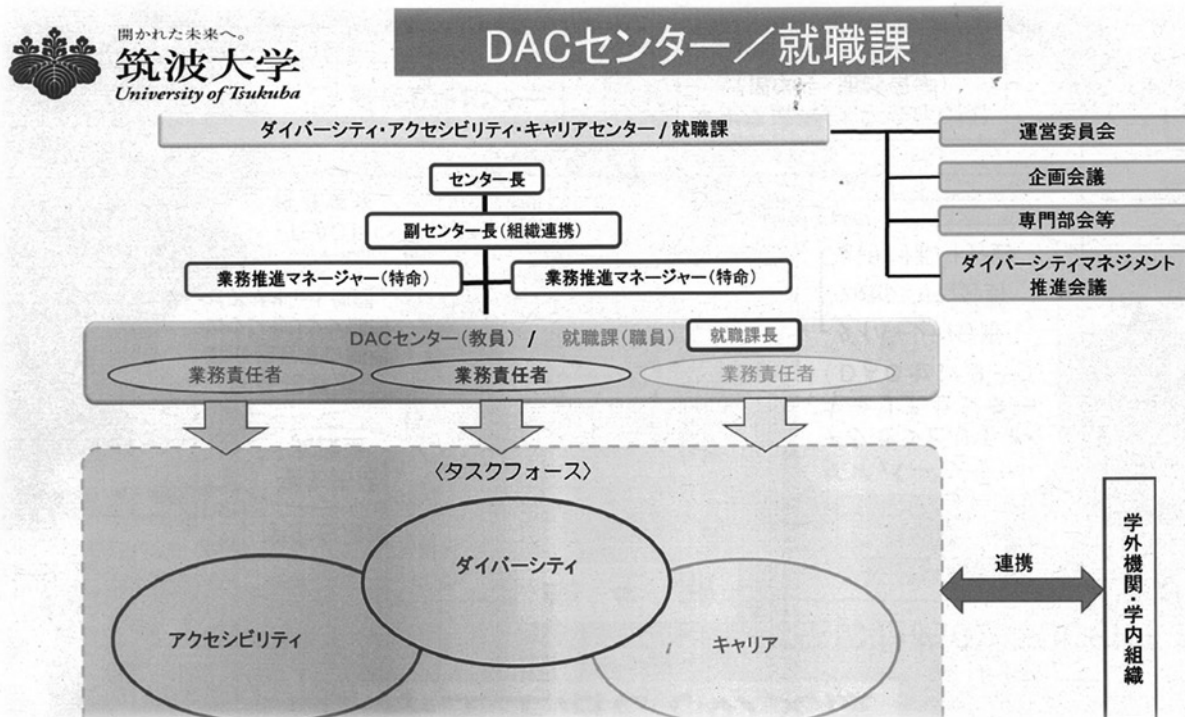 開かれた未来へ。
筑波大学
University of Tsukuba
DACセンター／就職課
ダイバーシティ・アクセシビリティ・キャリアセンター / 就職課
運営委員会
企画会議
専門部会等
ダイバーシティマネジメント
推進会議
センター長
副センター長(組織連携)
業務推進マネージャー(特命)
業務推進マネージャー(特命)
DACセンター(教員) / 就職課(職員) 就職課長
業務責任者
業務責任者
業務責任者
〈タスクフォース〉
ダイバーシティ
アクセシビリティ
キャリア
連携
学外機関・学内組織